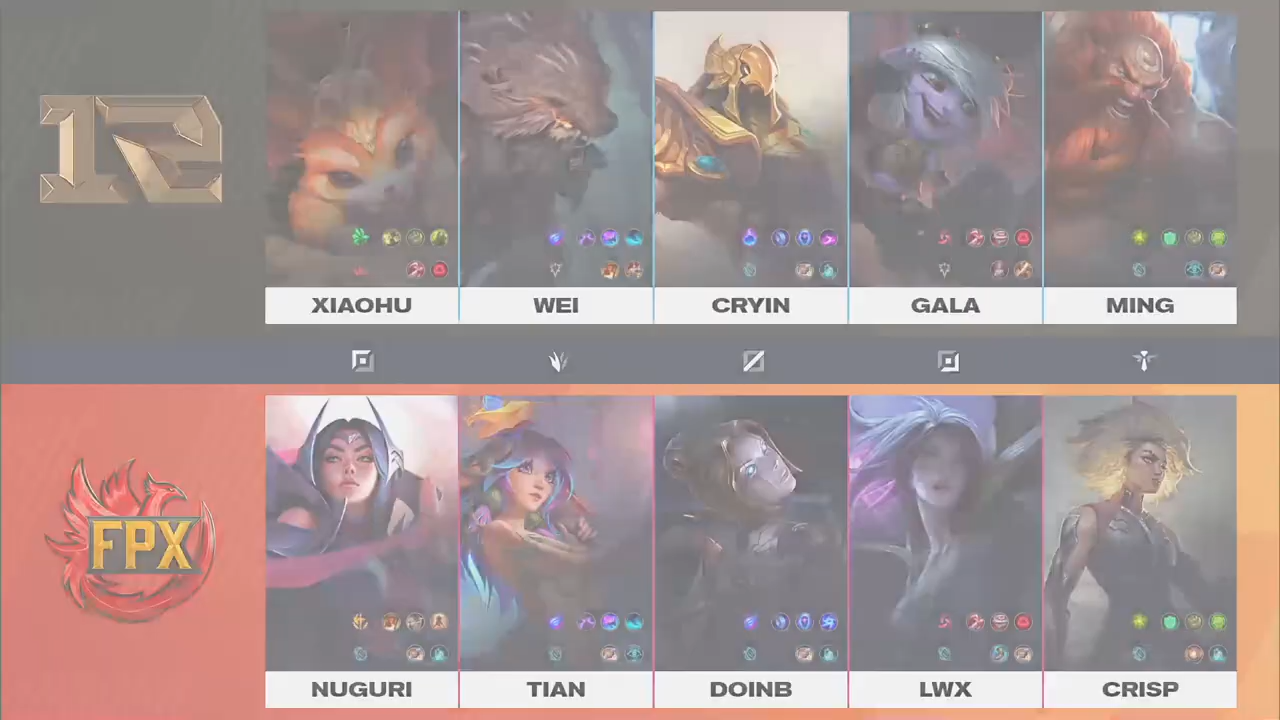 XIAOHU
WEI
CRYIN
GALA
MING
FPX
NUGURI
TIAN
DOINB
LWX
CRISP